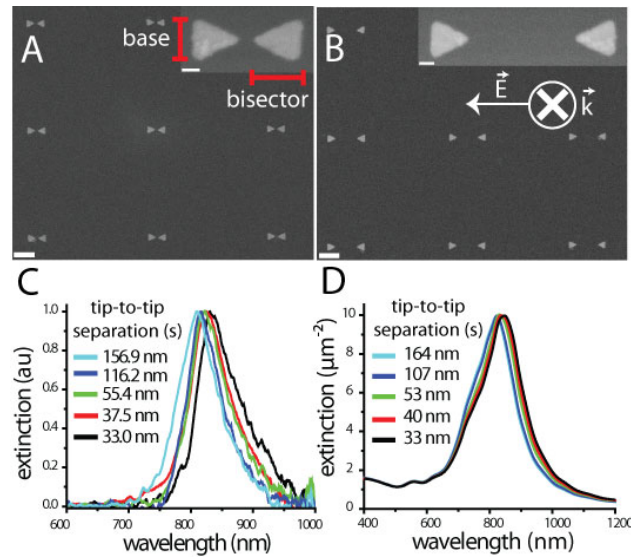 A
base
bisector
B
E
k
C
tip-to-tip
separation (s)
156.9 nm
116.2 nm
55.4 nm
37.5 nm
33.0 nm
extinction (au)
1.0
0.8
0.6
0.4
0.2
0.0
600 700 800 900 1000
wavelength (nm)
D
tip-to-tip
separation (s)
164 nm
107 nm
53 nm
40 nm
33 nm
extinction (µm⁻²)
10
8
6
4
2
0
400 600 800 1000 1200
wavelength (nm)